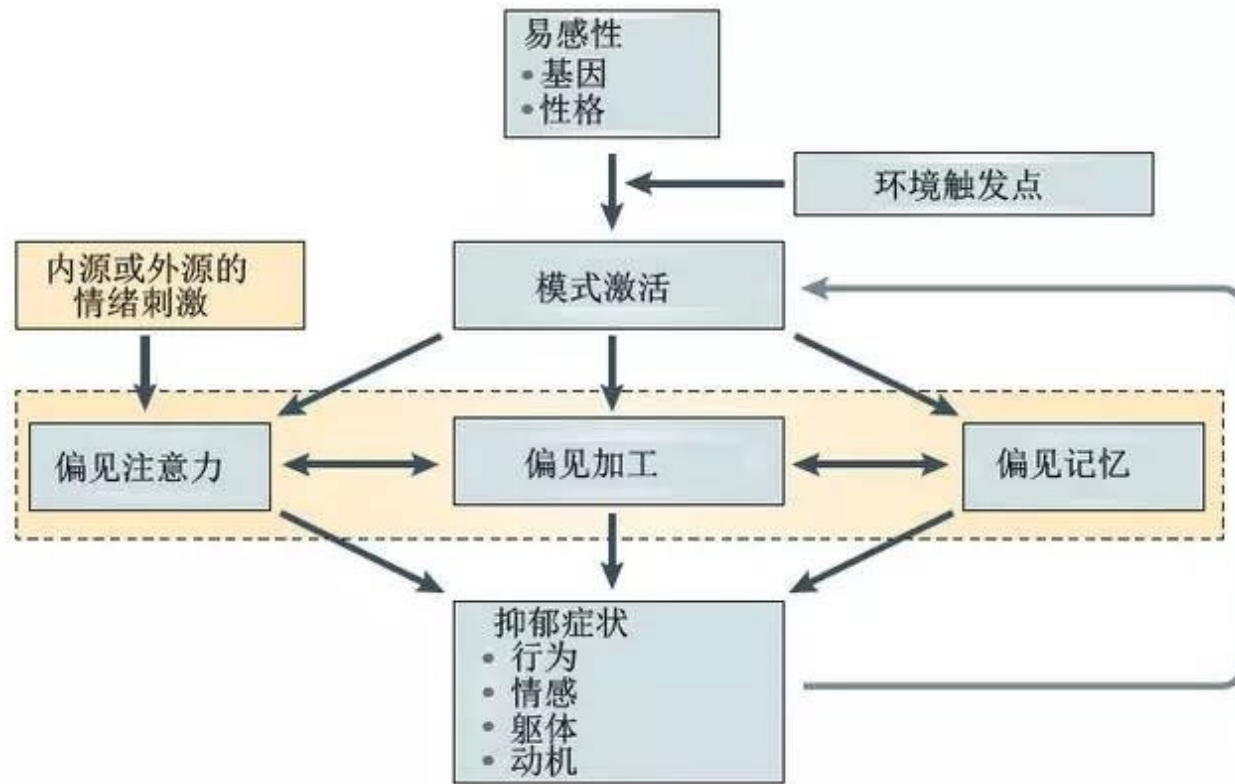 易感性
• 基因
• 性格
环境触发点
内源或外源的
情绪刺激
模式激活
偏见注意力
偏见加工
偏见记忆
抑郁症状
• 行为
• 情感
• 躯体
• 动机